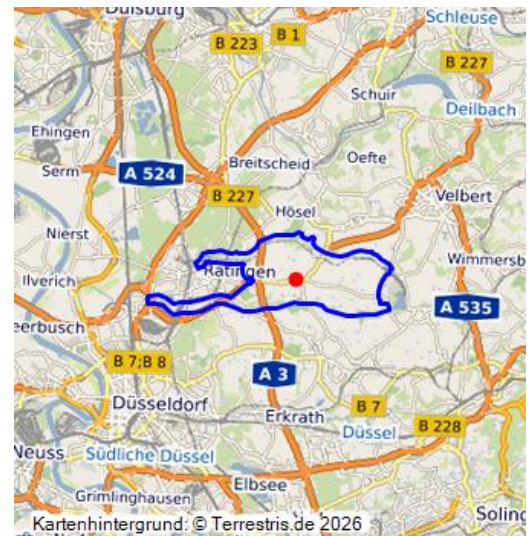 Duisburg
Schleuse
B 223
B 1
B 227
Schuir
Deilbach
Ehingen
Breitscheid
Oefte
Serm
A 524
B 227
Velbert
Hösel
Nierst
Wimmersb
Ratingen
Ilverich
A 535
eerbusch
B 7;B 8
A 3
B 7
Düsseldorf
Erkrath
B 228
Düssel
Neuss
Südliche Düssel
Elbsee
Grimlinghausen
Soling
Kartenhintergrund: © Terrestris.de 2026